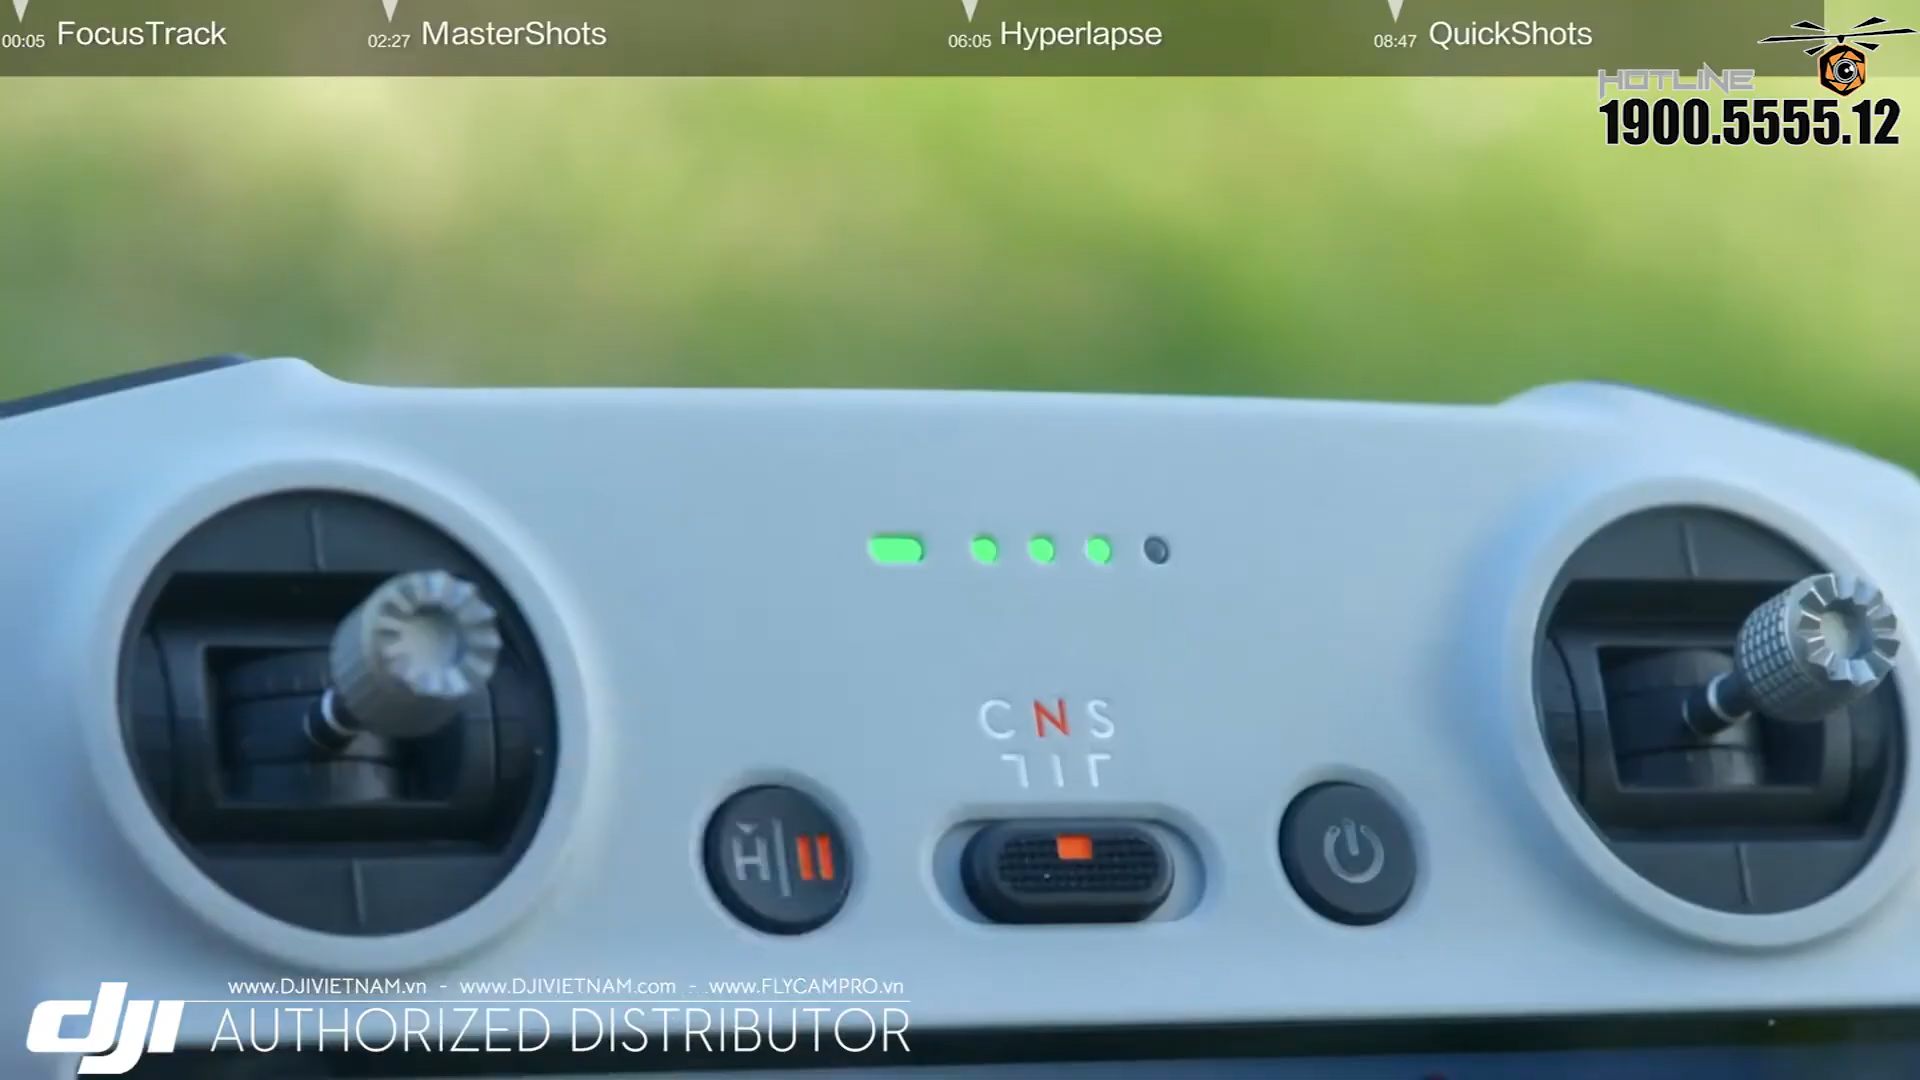 00:05 FocusTrack 02:27 MasterShots 06:05 Hyperlapse 08:47 QuickShots
HOTLINE
1900.5555.12
C N S
H
www.DJIVIETNAM.vn - www.DJIVIETNAM.com - www.FLYCAMPRO.vn
dji AUTHORIZED DISTRIBUTOR